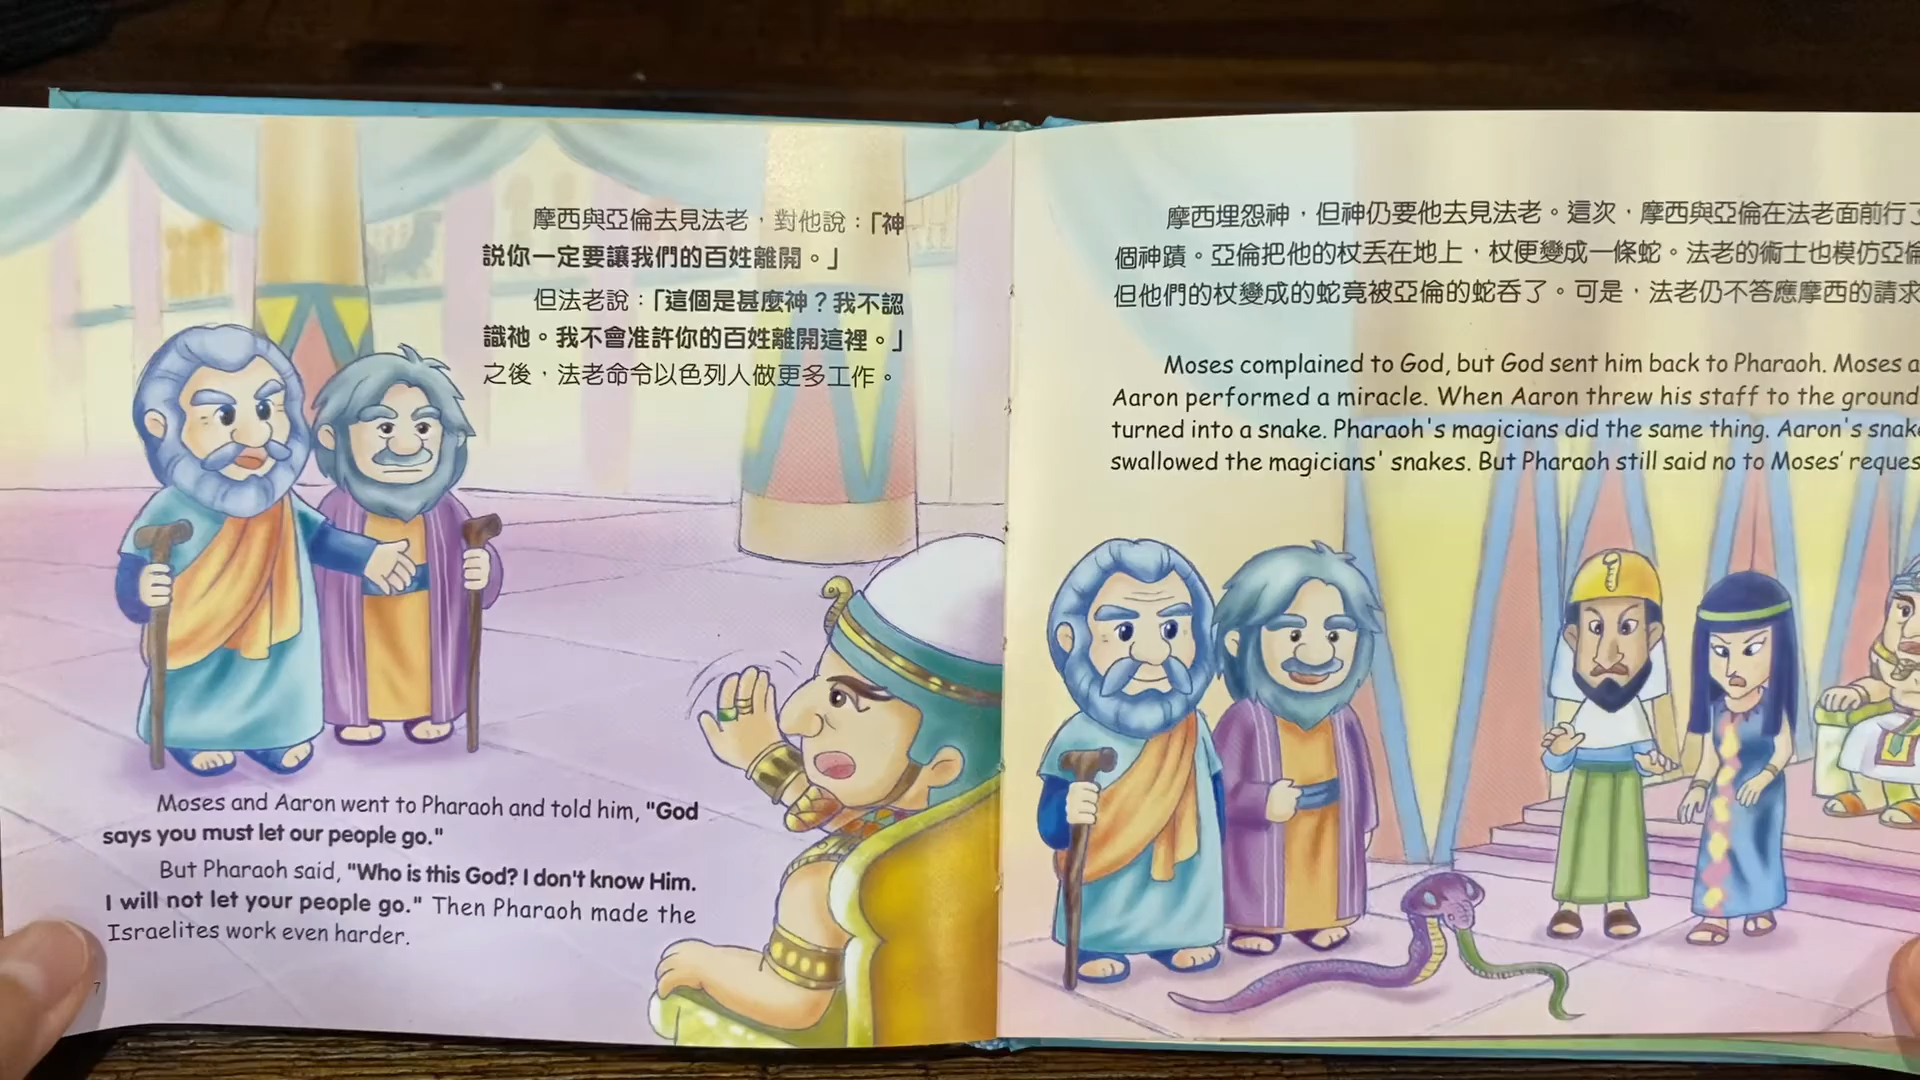 摩西與亞倫去見法老，對他說：「神
說你一定要讓我們的百姓離開。」
但法老說：「這個是甚麼神？我不認
識祂。我不會准許你的百姓離開這裡。」
之後，法老命令以色列人做更多工作。
Moses and Aaron went to Pharaoh and told him, "God
says you must let our people go."
But Pharaoh said, "Who is this God? I don't know Him.
I will not let your people go." Then Pharaoh made the
Israelites work even harder.
7
摩西埋怨神，但神仍要他去見法老。這次，摩西與亞倫在法老面前行了
個神蹟。亞倫把他的杖丟在地上，杖便變成一條蛇。法老的術士也模仿亞倫
但他們的杖變成的蛇竟被亞倫的蛇吞了。可是，法老仍不答應摩西的請求
Moses complained to God, but God sent him back to Pharaoh. Moses a
Aaron performed a miracle. When Aaron threw his staff to the ground
turned into a snake. Pharaoh's magicians did the same thing. Aaron's snake
swallowed the magicians' snakes. But Pharaoh still said no to Moses' reques